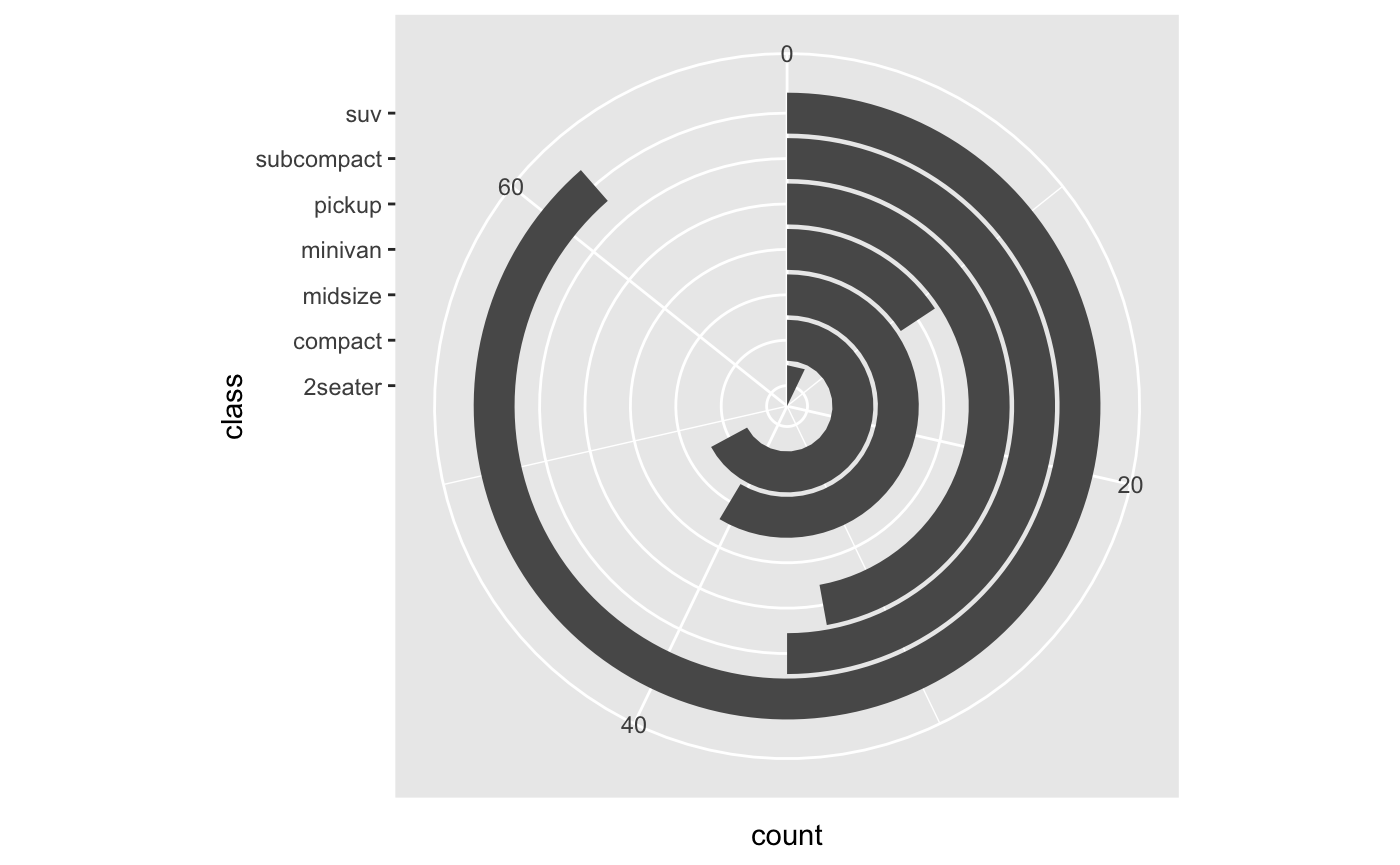 0
suv
subcompact
60
pickup
minivan
midsize
compact
2seater
class
20
40
count